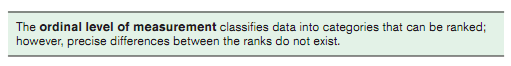 The ordinal level of measurement classifies data into categories that can be ranked;
however, precise differences between the ranks do not exist.